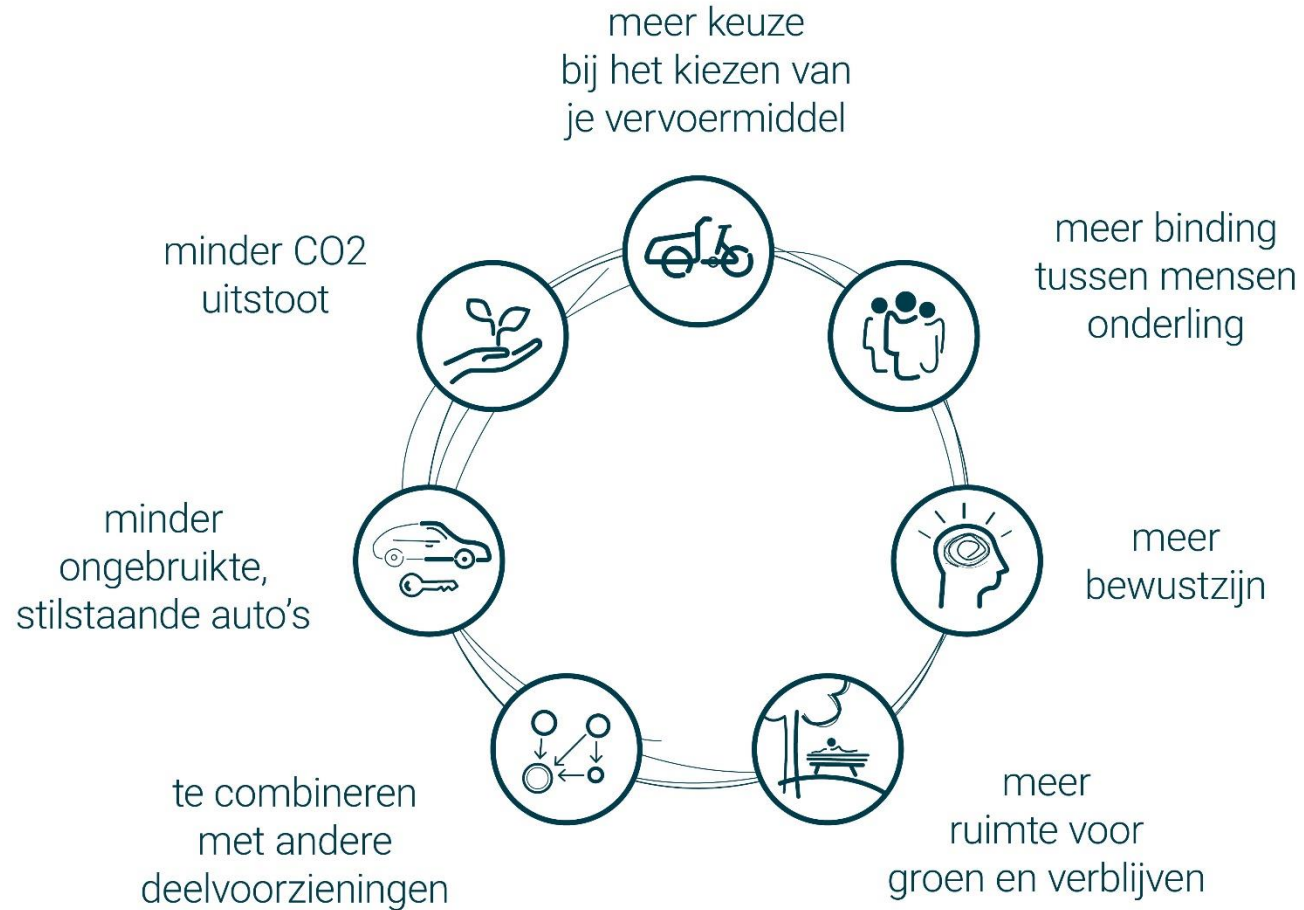 meer keuze
bij het kiezen van
je vervoermiddel
meer binding
tussen mensen
onderling
meer
bewustzijn
meer
ruimte voor
groen en verblijven
te combineren
met andere
deelvoorzieningen
minder
ongebruikte,
stilstaande auto's
minder CO2
uitstoot